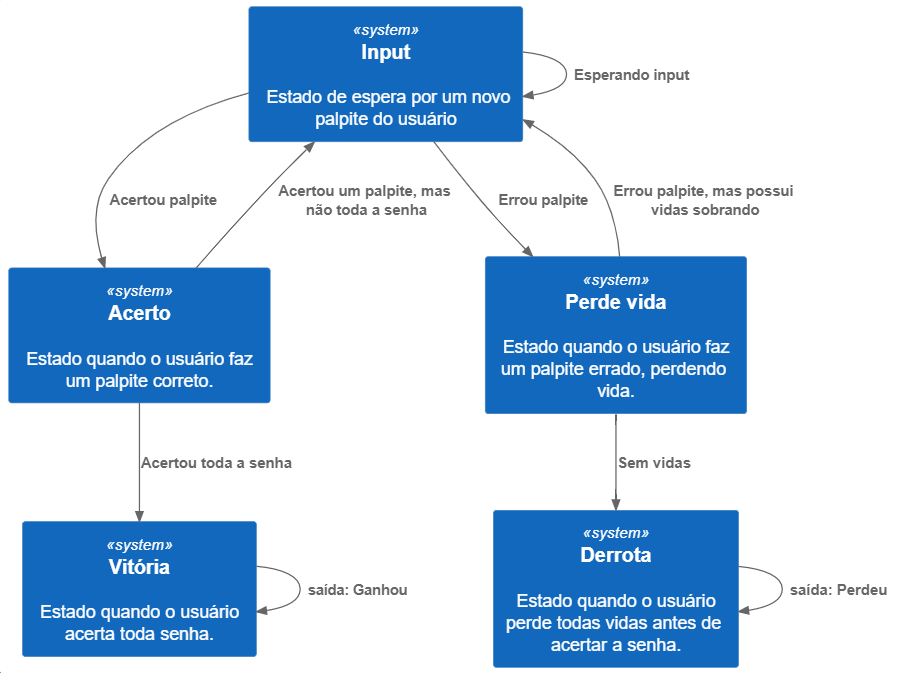 «system»
Input
Estado de espera por um novo
palpite do usuário
Esperando input
Acertou palpite
Acertou um palpite, mas
não toda a senha
Errou palpite
Errou palpite, mas possui
vidas sobrando
«system»
Acerto
Estado quando o usuário faz
um palpite correto.
«system»
Perde vida
Estado quando o usuário faz
um palpite errado, perdendo
vida.
Acertou toda a senha
Sem vidas
«system»
Vitória
Estado quando o usuário
acerta toda senha.
saída: Ganhou
«system»
Derrota
Estado quando o usuário
perde todas vidas antes de
acertar a senha.
saída: Perdeu